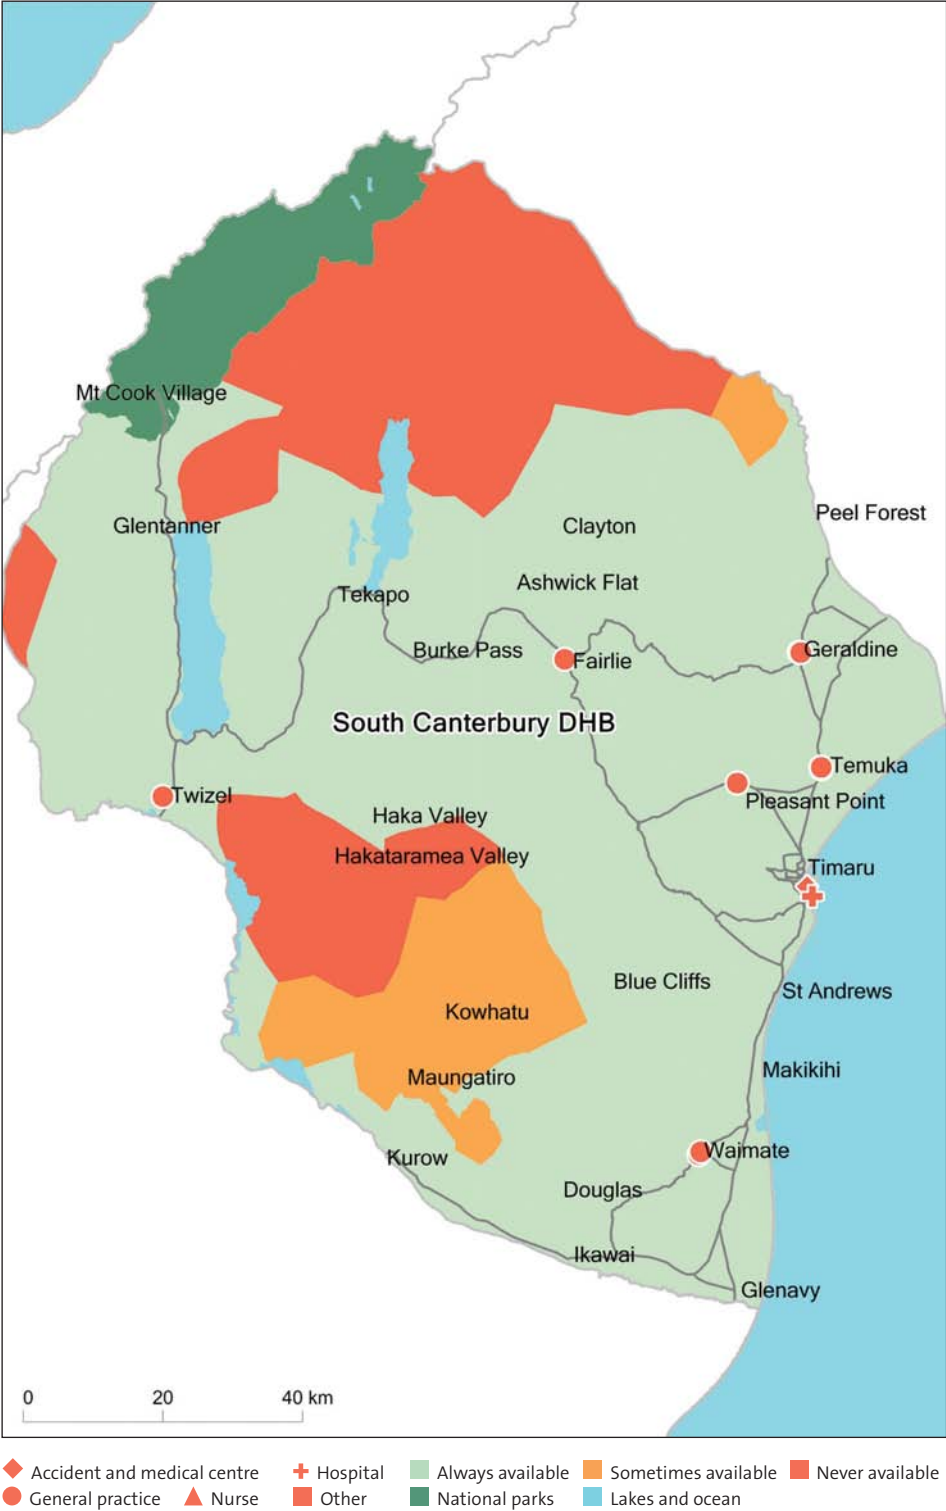 Mt Cook Village
Peel Forest
Glentanner
Clayton
Ashwick Flat
Tekapo
Burke Pass
Fairlie
Geraldine
South Canterbury DHB
Temuka
Twizel
Pleasant Point
Haka Valley
Hakataramea Valley
Timaru
Blue Cliffs
St Andrews
Kowhatu
Makikihi
Maungatiro
Waimate
Kurow
Douglas
Ikawai
Glenavy
0 20 40 km
Accident and medical centre Hospital Always available Sometimes available Never available
General practice Nurse Other National parks Lakes and ocean